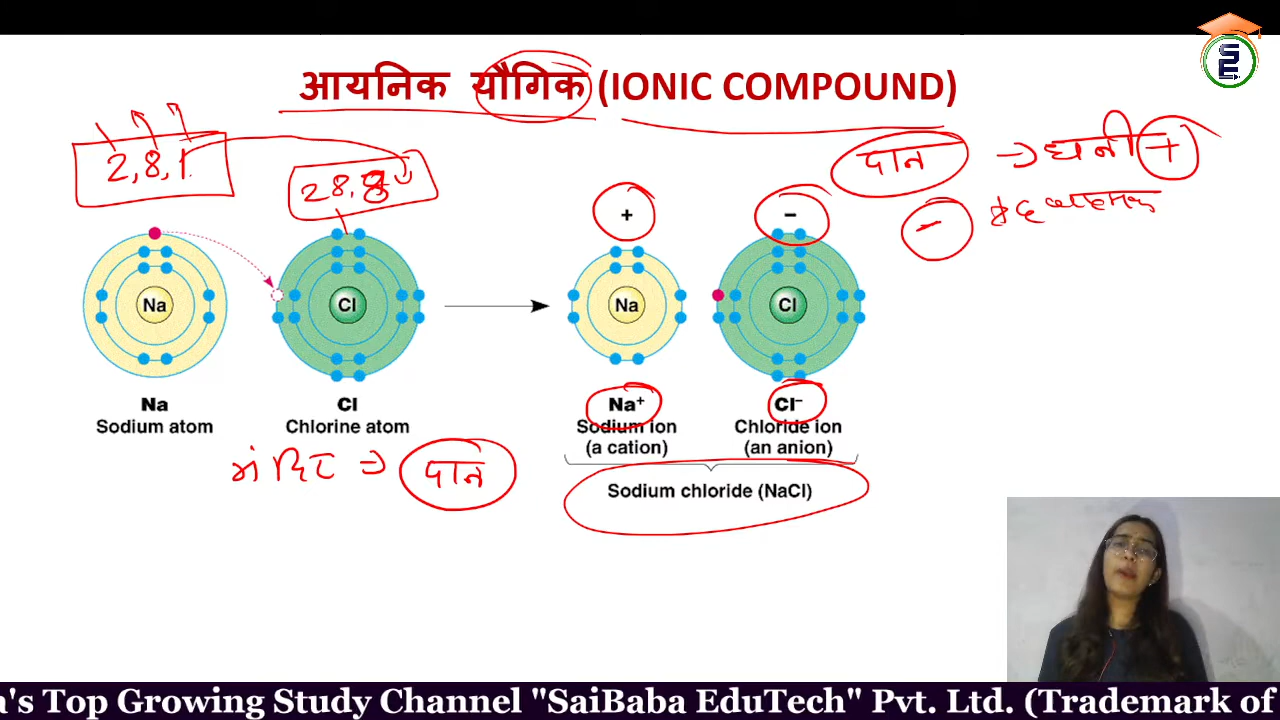 आयनिक यौगिक (IONIC COMPOUND)
दान → धनी +
2,8,1
2 8, 8
+
−
−
Na
Cl
Na
Cl
Na
Cl
Na⁺
Cl⁻
Sodium atom
Chlorine atom
Sodium ion
Chloride ion
(a cation)
(an anion)
मंदिर ⇒ दान
Sodium chloride (NaCl)
n's Top Growing Study Channel "SaiBaba EduTech" Pvt. Ltd. (Trademark of